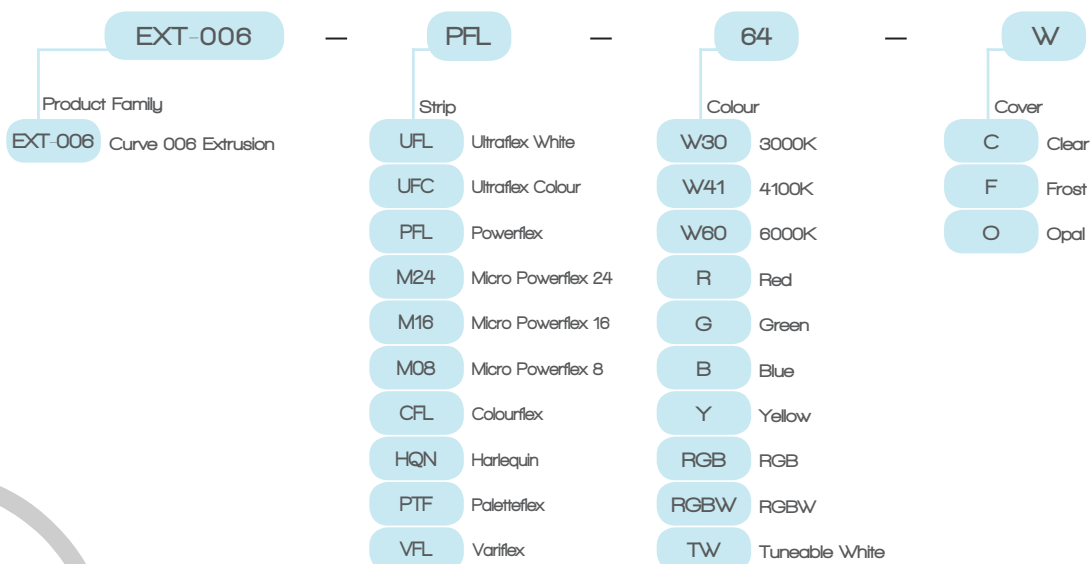 EXT-006 — PFL — 64 — W
Product Family Strip Colour Cover
EXT-006 Curve 006 Extrusion UFL Ultraflex White W30 3000K C Clear
UFC Ultraflex Colour W41 4100K F Frost
PFL Powerflex W60 6000K O Opal
M24 Micro Powerflex 24 R Red
M16 Micro Powerflex 16 G Green
M08 Micro Powerflex 8 B Blue
CFL Colourflex Y Yellow
HQN Harlequin RGB RGB
PTF Paletteflex RGBW RGBW
VFL Variflex TW Tuneable White